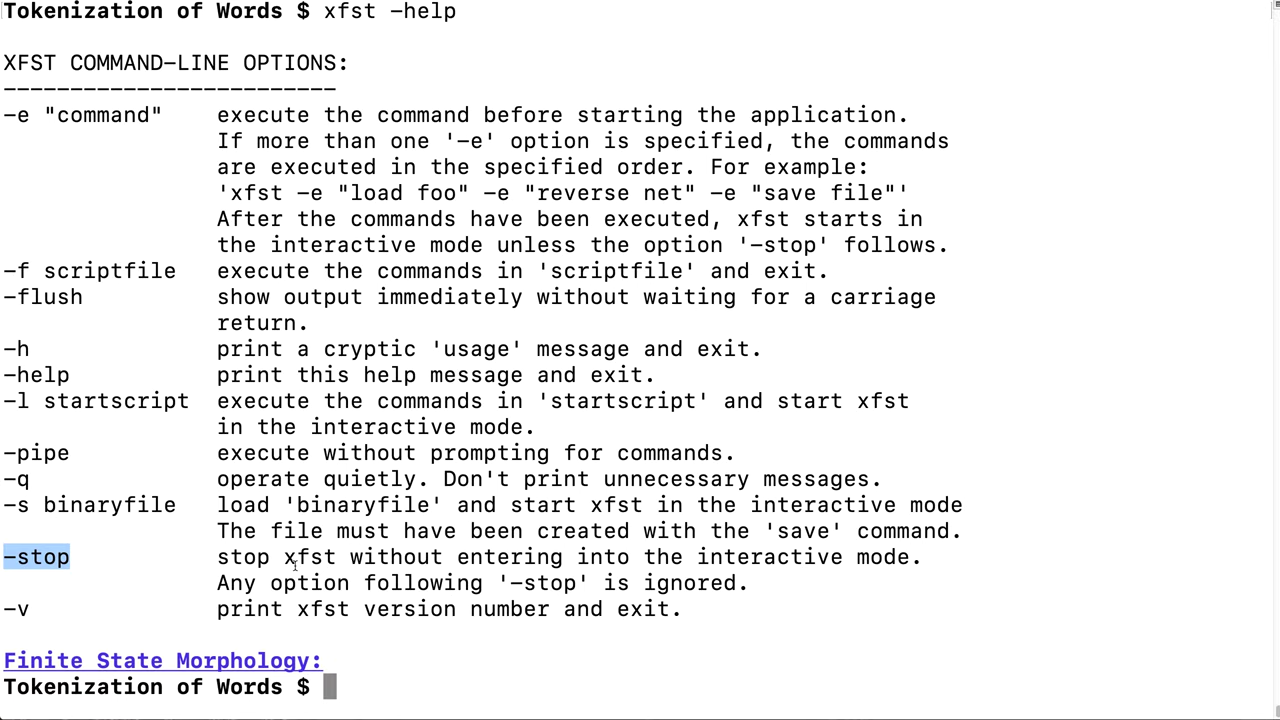 Tokenization of Words $ xfst -help
XFST COMMAND-LINE OPTIONS:
-------------------------
-e "command" execute the command before starting the application.
If more than one '-e' option is specified, the commands
are executed in the specified order. For example:
'xfst -e "load foo" -e "reverse net" -e "save file"'
After the commands have been executed, xfst starts in
the interactive mode unless the option '-stop' follows.
-f scriptfile execute the commands in 'scriptfile' and exit.
-flush show output immediately without waiting for a carriage
return.
-h print a cryptic 'usage' message and exit.
-help print this help message and exit.
-l startscript execute the commands in 'startscript' and start xfst
in the interactive mode.
-pipe execute without prompting for commands.
-q operate quietly. Don't print unnecessary messages.
-s binaryfile load 'binaryfile' and start xfst in the interactive mode
The file must have been created with the 'save' command.
-stop stop xfst without entering into the interactive mode.
Any option following '-stop' is ignored.
-v print xfst version number and exit.
Finite State Morphology:
Tokenization of Words $